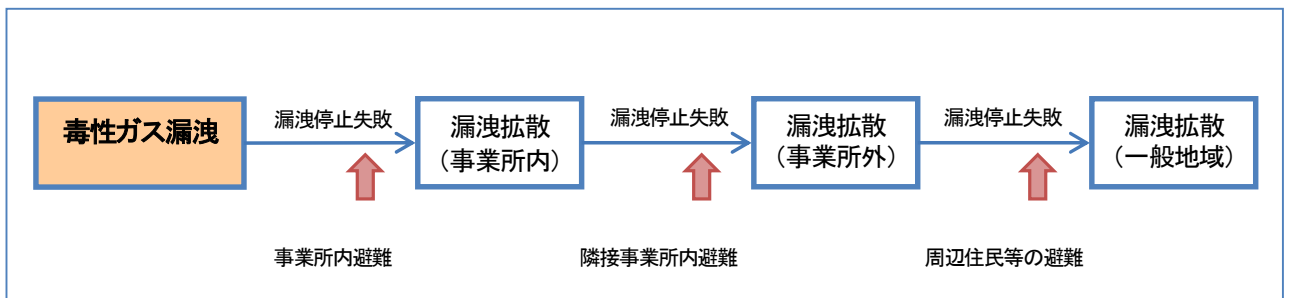 毒性ガス漏洩
漏洩停止失敗
漏洩拡散
（事業所内）
漏洩停止失敗
漏洩拡散
（事業所外）
漏洩停止失敗
漏洩拡散
（一般地域）
事業所内避難
隣接事業所内避難
周辺住民等の避難